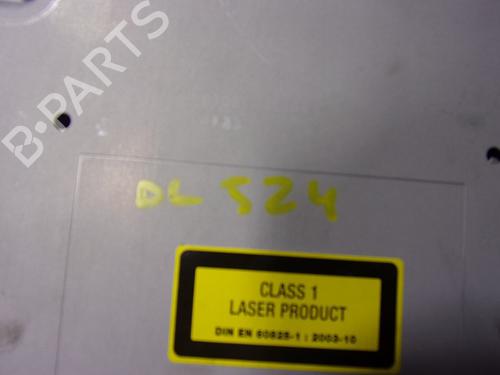 B-PARTS
DL 524
CLASS 1
LASER PRODUCT
DIN EN 60825-1 : 2003-10